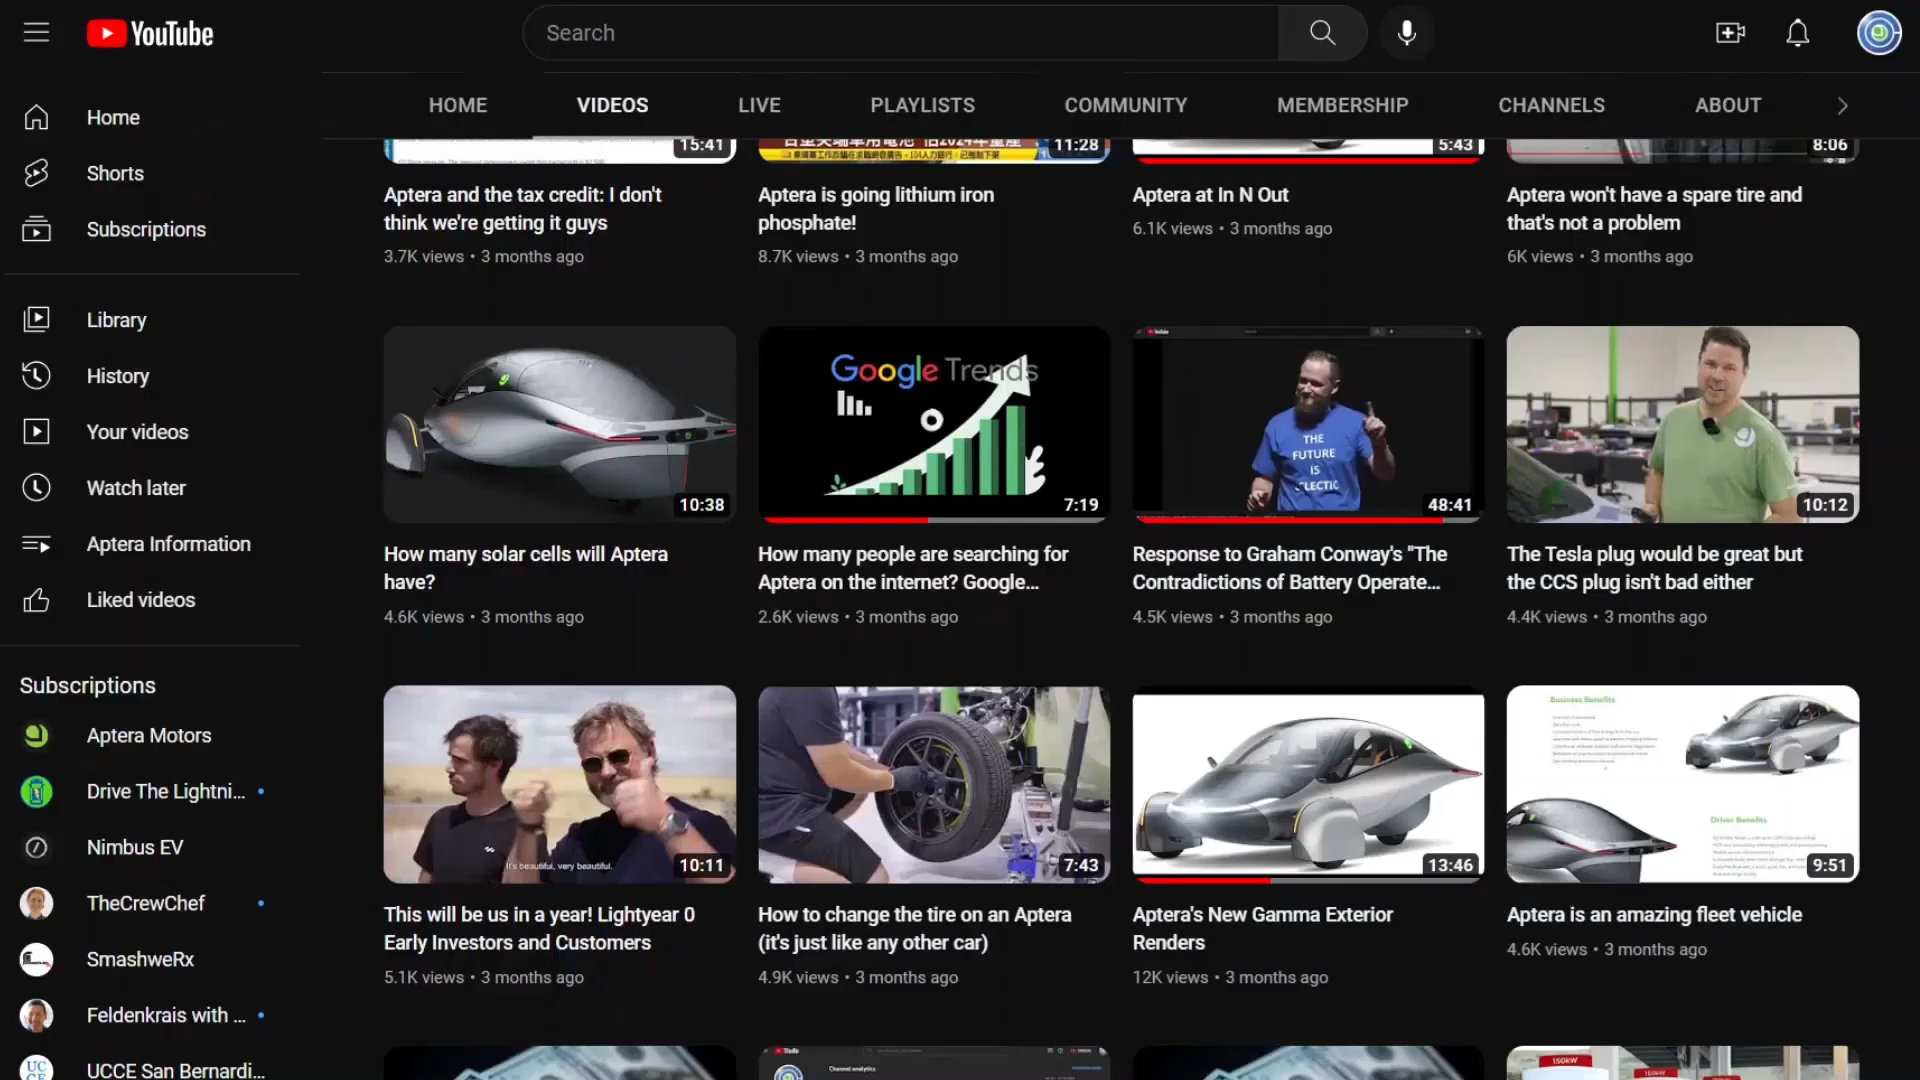 YouTube
Search
HOME
VIDEOS
LIVE
PLAYLISTS
COMMUNITY
MEMBERSHIP
CHANNELS
ABOUT
Home
Shorts
Subscriptions
Library
History
Your videos
Watch later
Aptera Information
Liked videos
Subscriptions
Aptera Motors
Drive The Lightni...
Nimbus EV
TheCrewChef
SmashweRx
Feldenkrais with ...
UCCE San Bernardi...
15:41
11:28
5:43
8:06
Aptera and the tax credit: I don't
think we're getting it guys
3.7K views • 3 months ago
Aptera is going lithium iron
phosphate!
8.7K views • 3 months ago
Aptera at In N Out
6.1K views • 3 months ago
Aptera won't have a spare tire and
that's not a problem
6K views • 3 months ago
10:38
How many solar cells will Aptera
have?
4.6K views • 3 months ago
Google Trends
7:19
How many people are searching for
Aptera on the internet? Google...
2.6K views • 3 months ago
THE
FUTURE
IS
48:41
Response to Graham Conway's "The
Contradictions of Battery Operate...
4.5K views • 3 months ago
10:12
The Tesla plug would be great but
the CCS plug isn't bad either
4.4K views • 3 months ago
It's beautiful, very beautiful.
10:11
This will be us in a year! Lightyear 0
Early Investors and Customers
5.1K views • 3 months ago
7:43
How to change the tire on an Aptera
(it's just like any other car)
4.9K views • 3 months ago
13:46
Aptera's New Gamma Exterior
Renders
12K views • 3 months ago
Business Benefits
Driver Benefits
9:51
Aptera is an amazing fleet vehicle
4.6K views • 3 months ago
Channel analytics
150kW
150kW